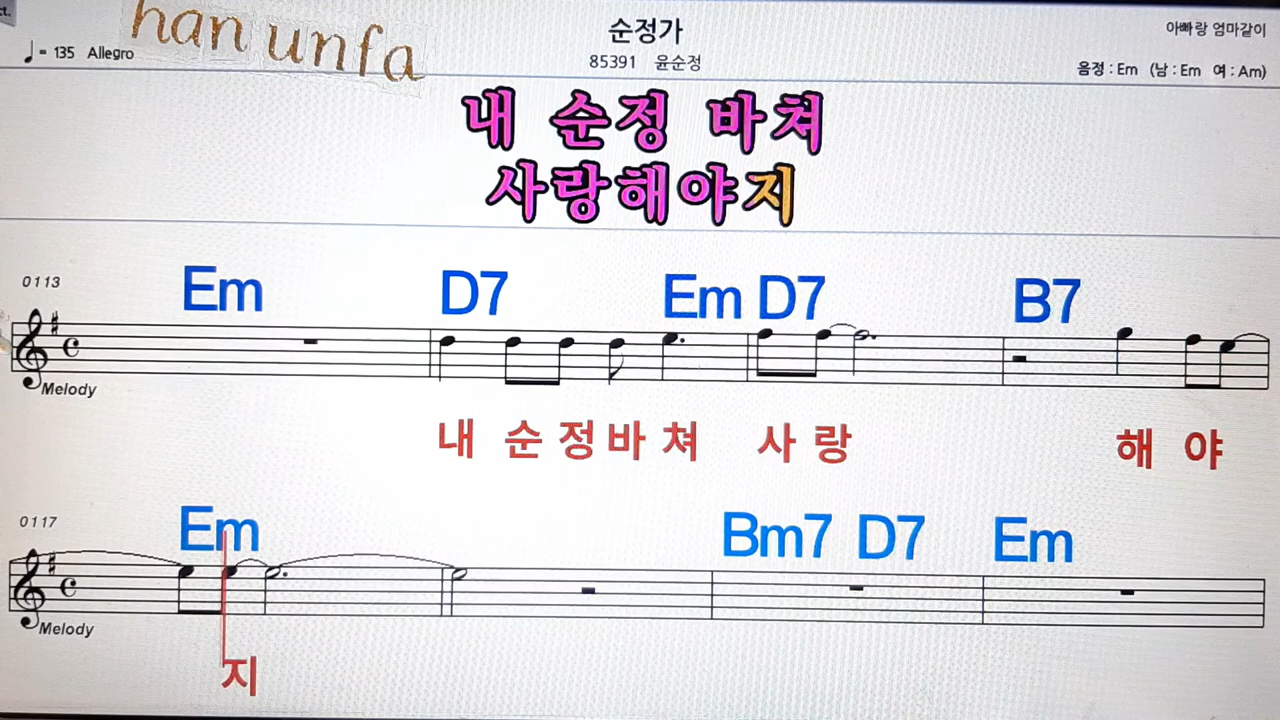 ct.
han unfa
순정가
아빠랑 엄마같이
♩= 135 Allegro
85391 윤순정
음정 : Em (남 : Em 여 : Am)
내 순정 바쳐
사랑해야지
0113
Em D7 Em D7 B7
Melody
내 순 정 바 쳐 사 랑 해 야
0117
Em Bm7 D7 Em
Melody
지